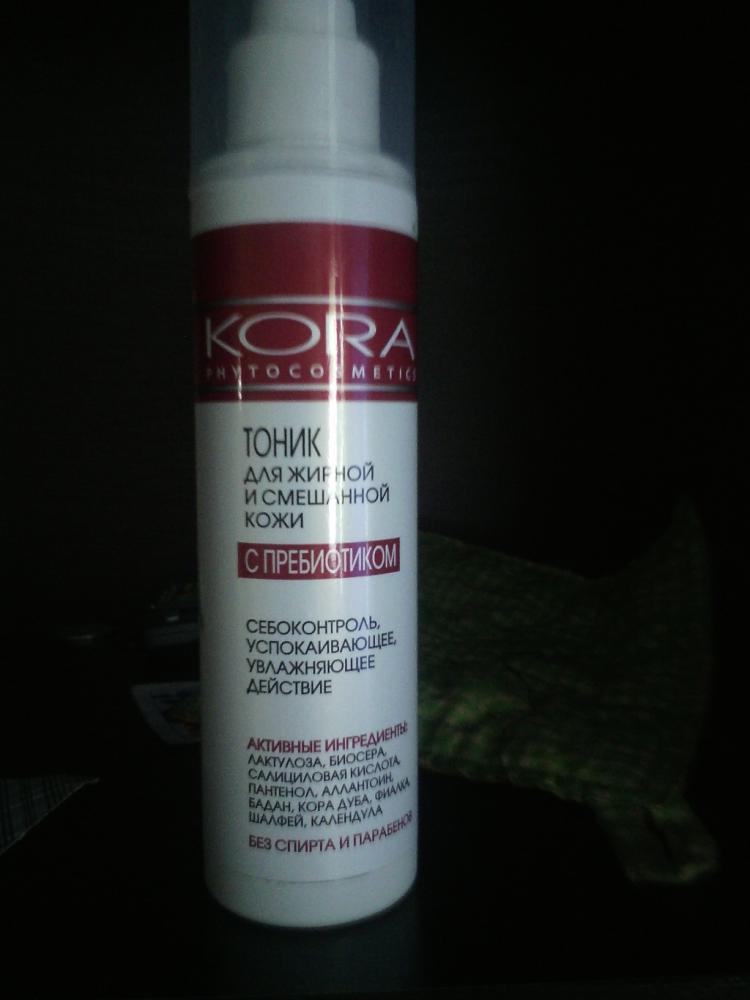 KORA
PHYTOCOSMETICS
ТОНИК
ДЛЯ ЖИРНОЙ
И СМЕШАННОЙ
КОЖИ
С ПРЕБИОТИКОМ
СЕБОКОНТРОЛЬ,
УСПОКАИВАЮЩЕЕ,
УВЛАЖНЯЮЩЕЕ
ДЕЙСТВИЕ
АКТИВНЫЕ ИНГРЕДИЕНТЫ:
ЛАКТУЛОЗА, БИОСЕРА,
САЛИЦИЛОВАЯ КИСЛОТА,
ПАНТЕНОЛ, АЛЛАНТОИН,
БАДАН, КОРА ДУБА, ФИАЛКА,
ШАЛФЕЙ, КАЛЕНДУЛА
БЕЗ СПИРТА И ПАРАБЕНОВ